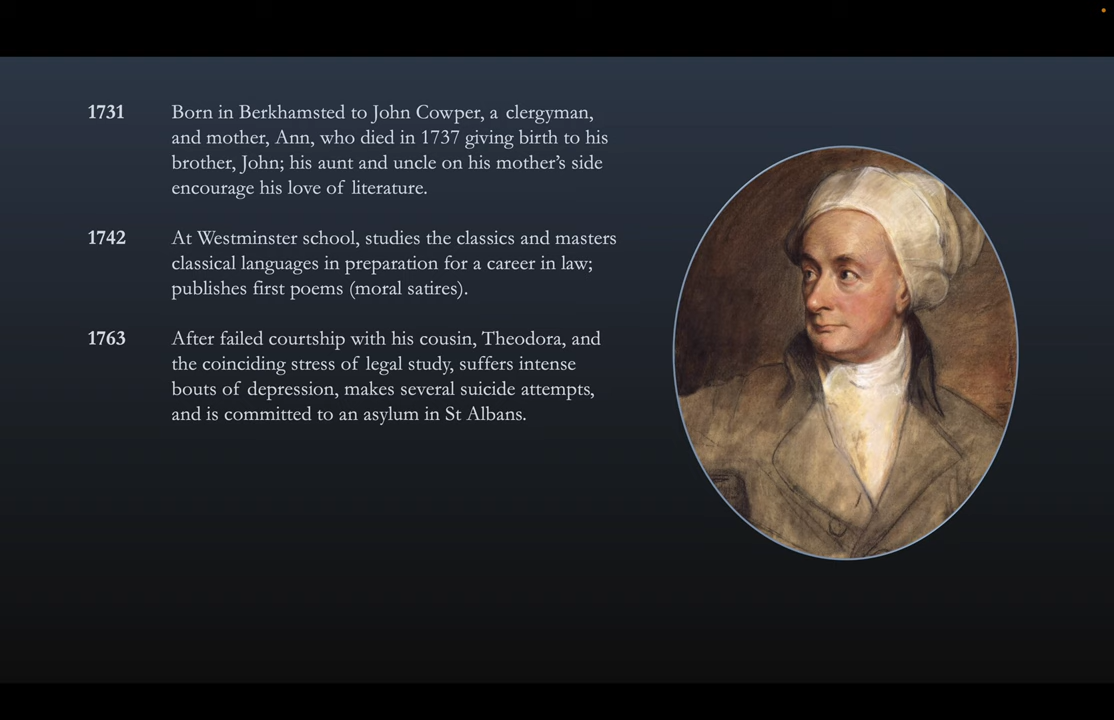 1731 Born in Berkhamsted to John Cowper, a clergyman,
and mother, Ann, who died in 1737 giving birth to his
brother, John; his aunt and uncle on his mother’s side
encourage his love of literature.
1742 At Westminster school, studies the classics and masters
classical languages in preparation for a career in law;
publishes first poems (moral satires).
1763 After failed courtship with his cousin, Theodora, and
the coinciding stress of legal study, suffers intense
bouts of depression, makes several suicide attempts,
and is committed to an asylum in St Albans.